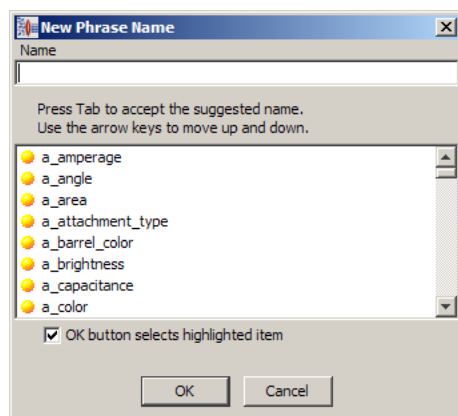 New Phrase Name
Name
Press Tab to accept the suggested name.
Use the arrow keys to move up and down.
a_amperage
a_angle
a_area
a_attachment_type
a_barrel_color
a_brightness
a_capacitance
a_color
OK button selects highlighted item
OK Cancel